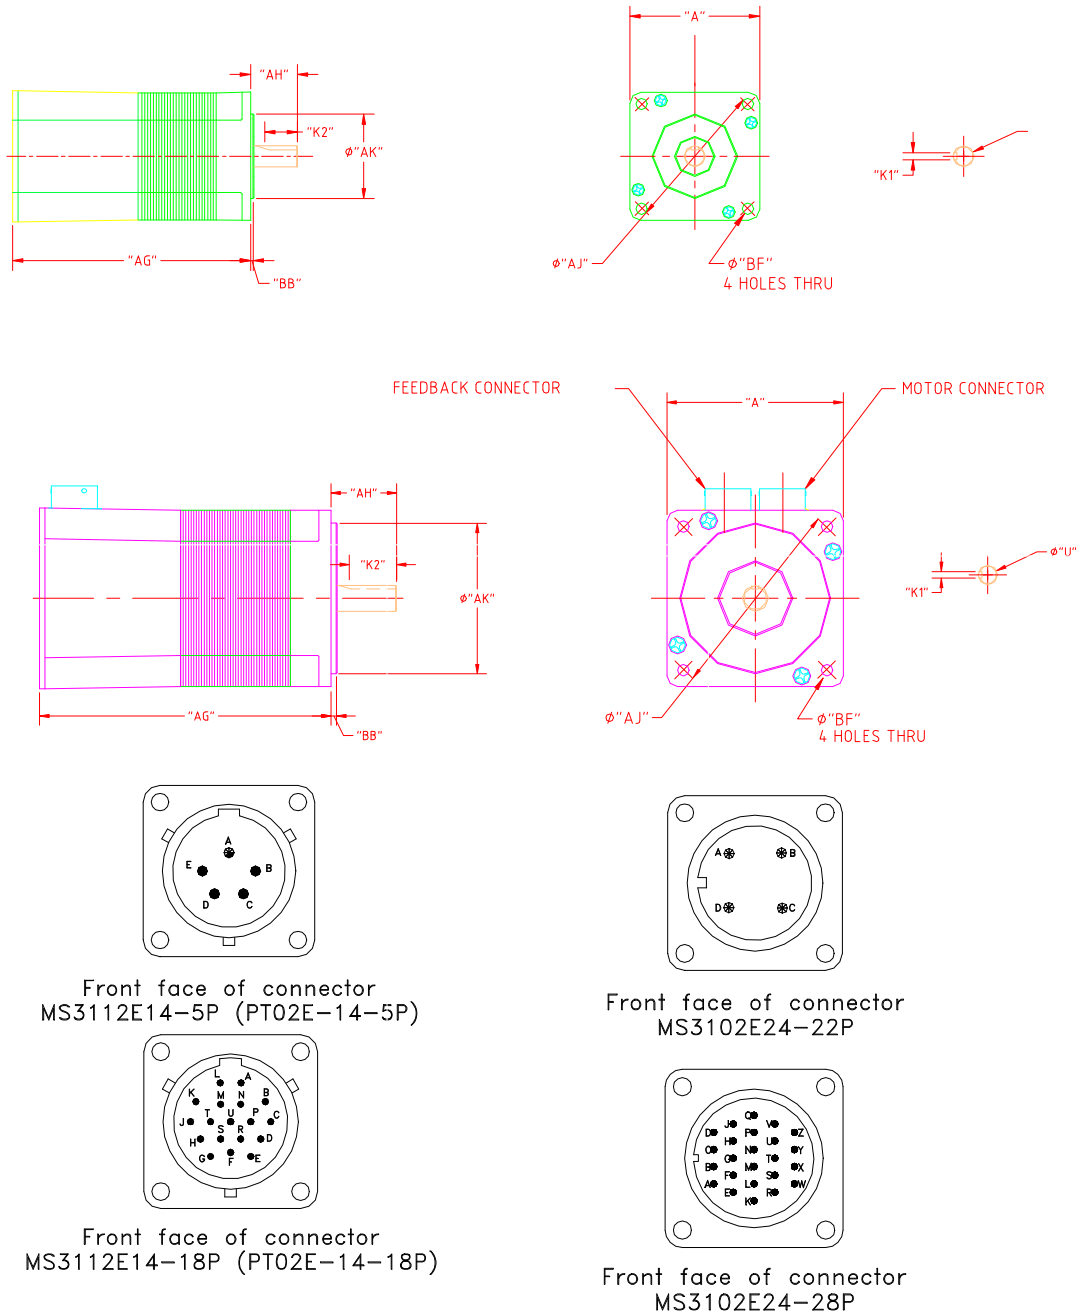 "A"
"AH"
"K2"
ø"AK"
"K1"
"AG"
"BB"
ø"AJ"
ø"BF"
4 HOLES THRU
FEEDBACK CONNECTOR
"A"
MOTOR CONNECTOR
"AH"
"K2"
ø"U"
"K1"
ø"AK"
"AG"
"BB"
ø"AJ"
ø"BF"
4 HOLES THRU
A
E B
D C
Front face of connector
MS3112E14-5P (PT02E-14-5P)
A B
D C
Front face of connector
MS3102E24-22P
L A
K M N B
J T U P C
H S R D
G F E
Front face of connector
MS3112E14-18P (PT02E-14-18P)
Q
J V
D P Z
H U
C N Y
G T
B M X
F S
A L W
E R
K
Front face of connector
MS3102E24-28P